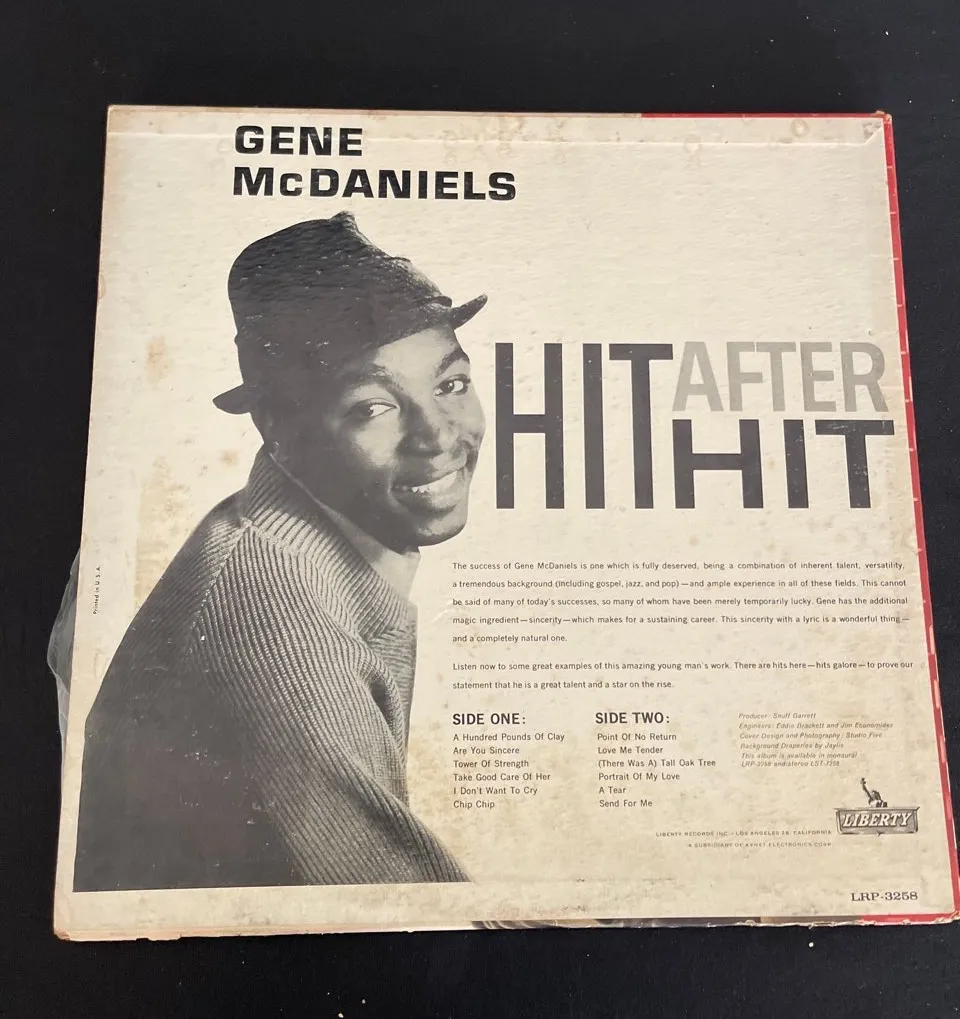 GENE
McDANIELS
HIT AFTER
HIT
Printed in U.S.A.
The success of Gene McDaniels is one which is fully deserved, being a combination of inherent talent, versatility,
a tremendous background (including gospel, jazz, and pop) — and ample experience in all of these fields. This cannot
be said of many of today's successes, so many of whom have been merely temporarily lucky. Gene has the additional
magic ingredient — sincerity — which makes for a sustaining career. This sincerity with a lyric is a wonderful thing —
and a completely natural one.
Listen now to some great examples of this amazing young man's work. There are hits here — hits galore — to prove our
statement that he is a great talent and a star on the rise.
SIDE ONE:
A Hundred Pounds Of Clay
Are You Sincere
Tower Of Strength
Take Good Care Of Her
I Don't Want To Cry
Chip Chip
SIDE TWO:
Point Of No Return
Love Me Tender
(There Was A) Tall Oak Tree
Portrait Of My Love
A Tear
Send For Me
Producer: Snuff Garrett
Engineers: Eddie Brackett and Jim Economides
Cover Design and Photography: Studio Five
Background Draperies by Jaylis
This album is available in monaural
LRP-3258 and stereo LST-7258
LIBERTY
LIBERTY RECORDS INC. - LOS ANGELES 28, CALIFORNIA
A SUBSIDIARY OF AVNET ELECTRONICS CORP.
LRP-3258